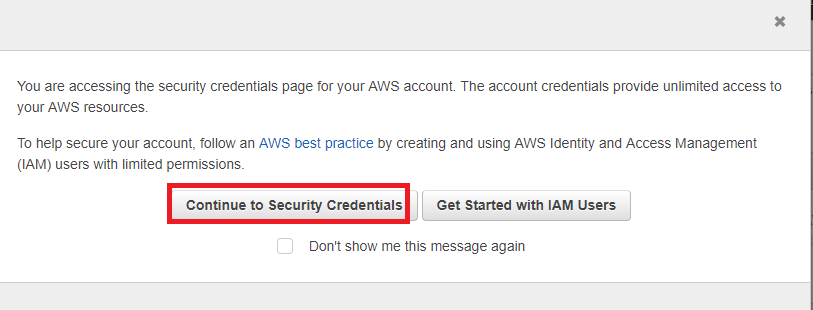 You are accessing the security credentials page for your AWS account. The account credentials provide unlimited access to
your AWS resources.
To help secure your account, follow an AWS best practice by creating and using AWS Identity and Access Management
(IAM) users with limited permissions.
Continue to Security Credentials Get Started with IAM Users
Don't show me this message again